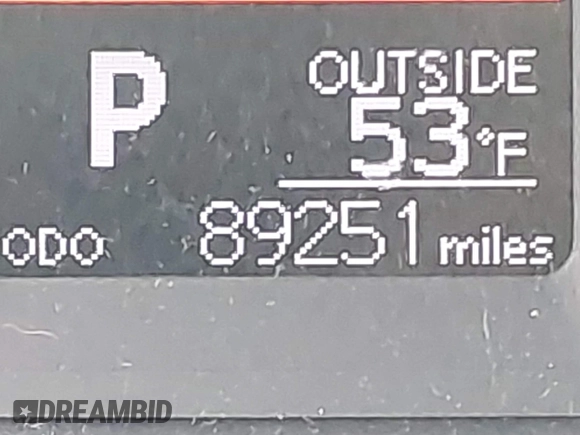 P
OUTSIDE
53°F
ODO 89251 miles
DREAMBID